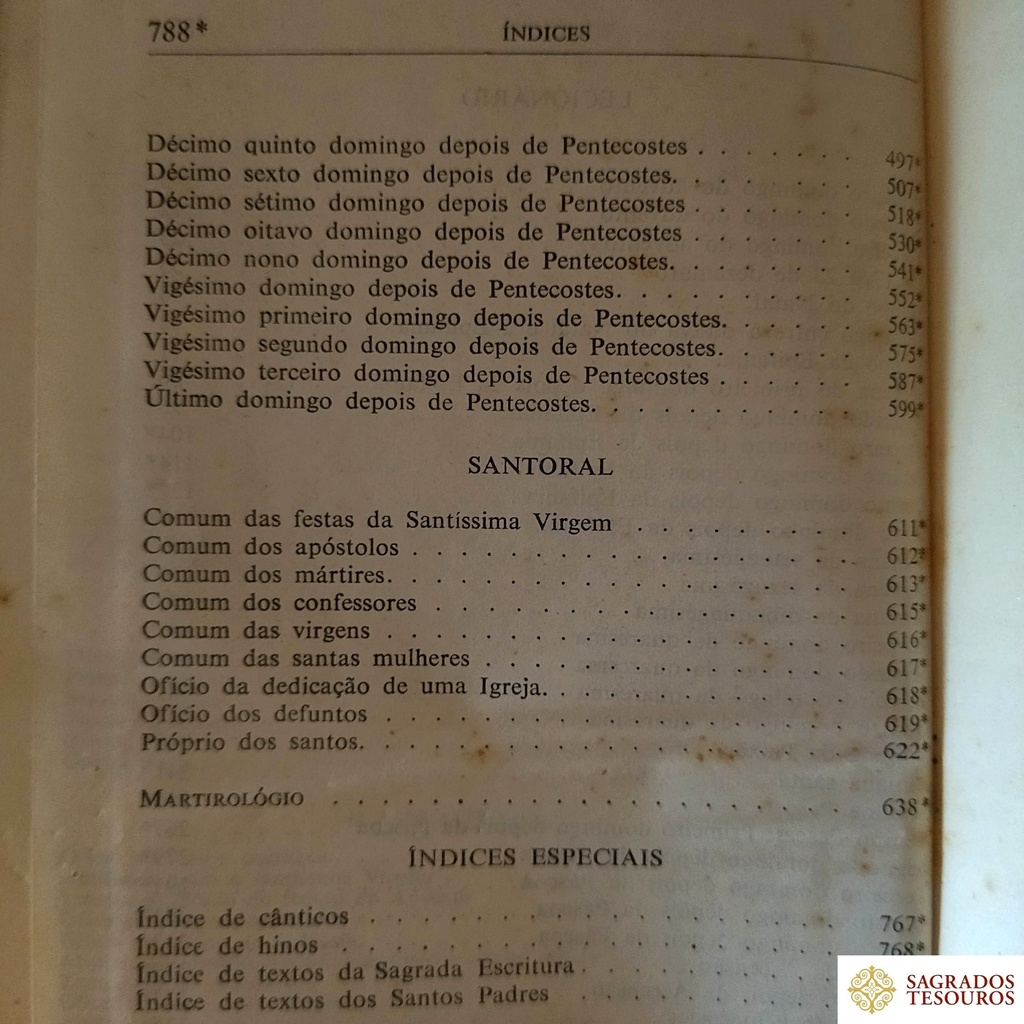 788* ÍNDICES
Décimo quinto domingo depois de Pentecostes . . . . . . . 497*
Décimo sexto domingo depois de Pentecostes. . . . . . . . 507*
Décimo sétimo domingo depois de Pentecostes . . . . . . . 518*
Décimo oitavo domingo depois de Pentecostes . . . . . . . 530*
Décimo nono domingo depois de Pentecostes. . . . . . . . 541*
Vigésimo domingo depois de Pentecostes. . . . . . . . . . 552*
Vigésimo primeiro domingo depois de Pentecostes. . . . . . 563*
Vigésimo segundo domingo depois de Pentecostes. . . . . . 575*
Vigésimo terceiro domingo depois de Pentecostes . . . . . . 587*
Último domingo depois de Pentecostes. . . . . . . . . . . 599*
SANTORAL
Comum das festas da Santíssima Virgem . . . . . . . . . 611*
Comum dos apóstolos . . . . . . . . . . . . . . . . . . 612*
Comum dos mártires. . . . . . . . . . . . . . . . . . . 613*
Comum dos confessores . . . . . . . . . . . . . . . . . 615*
Comum das virgens . . . . . . . . . . . . . . . . . . . 616*
Comum das santas mulheres . . . . . . . . . . . . . . . 617*
Ofício da dedicação de uma Igreja. . . . . . . . . . . . . 618*
Ofício dos defuntos . . . . . . . . . . . . . . . . . . . 619*
Próprio dos santos. . . . . . . . . . . . . . . . . . . . 622*
MARTIROLÓGIO . . . . . . . . . . . . . . . . . . . . . 638*
ÍNDICES ESPECIAIS
Índice de cânticos . . . . . . . . . . . . . . . . . . . 767*
Índice de hinos . . . . . . . . . . . . . . . . . . . . 768*
Índice de textos da Sagrada Escritura . . . . . . . . . .
Índice de textos dos Santos Padres . . . . . . . . . . .
SAGRADOS
TESOUROS